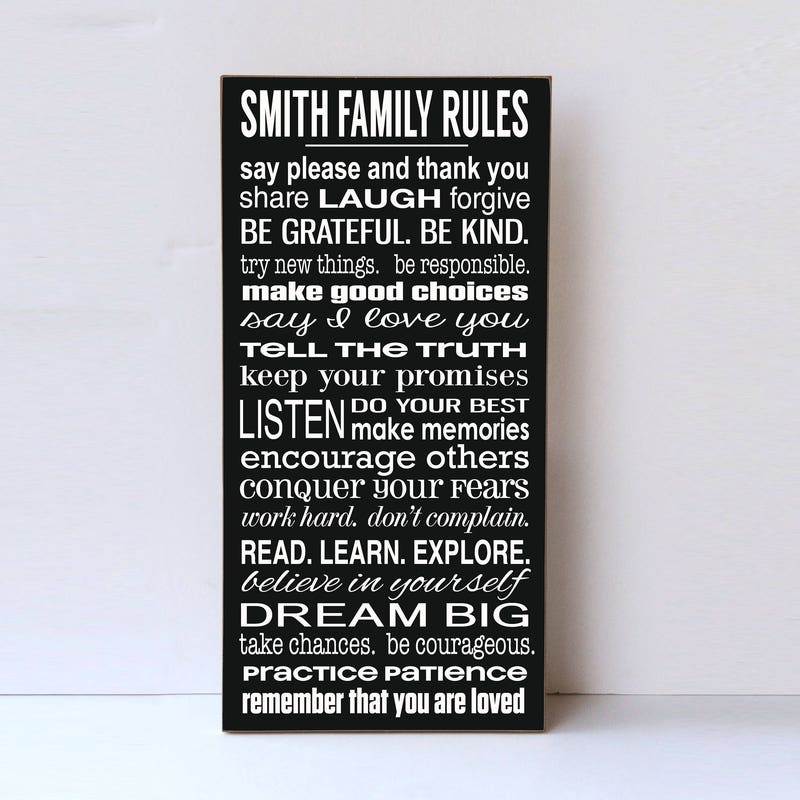 SMITH FAMILY RULES
say please and thank you
share LAUGH forgive
BE GRATEFUL. BE KIND.
try new things. be responsible.
make good choices
say I love you
TeLL THe TruTH
keep your promises
LISTEN DO YOUR BEST
make memories
encourage others
conquer your Fears
work hard. don't complain.
READ. LEARN. EXPLORE.
believe in yourself
DREAM BIG
take chances. be courageous.
Practice Patience
remember that you are loved